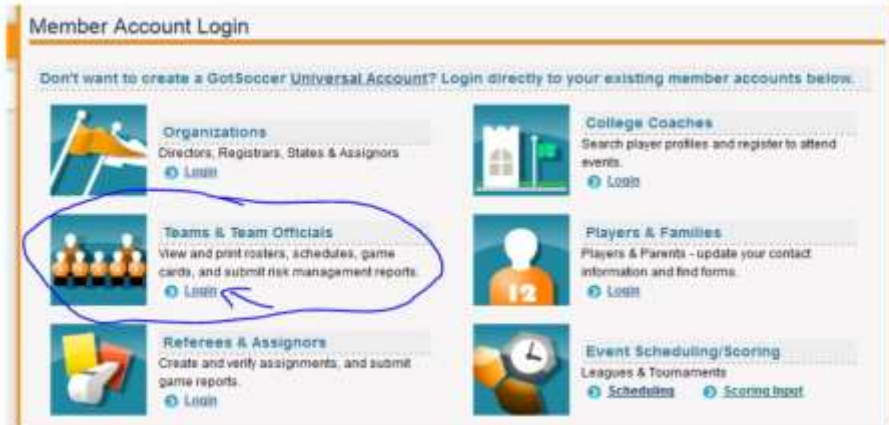 Member Account Login
Don't want to create a GotSoccer Universal Account? Login directly to your existing member accounts below.
Organizations
Directors, Registrars, States & Assignors
Login
College Coaches
Search player profiles and register to attend
events.
Login
Teams & Team Officials
View and print rosters, schedules, game
cards, and submit risk management reports.
Login
Players & Families
Players & Parents - update your contact
information and find forms.
Login
12
Referees & Assignors
Create and verify assignments, and submit
game reports.
Login
Event Scheduling/Scoring
Leagues & Tournaments
Scheduling
Scoring Input